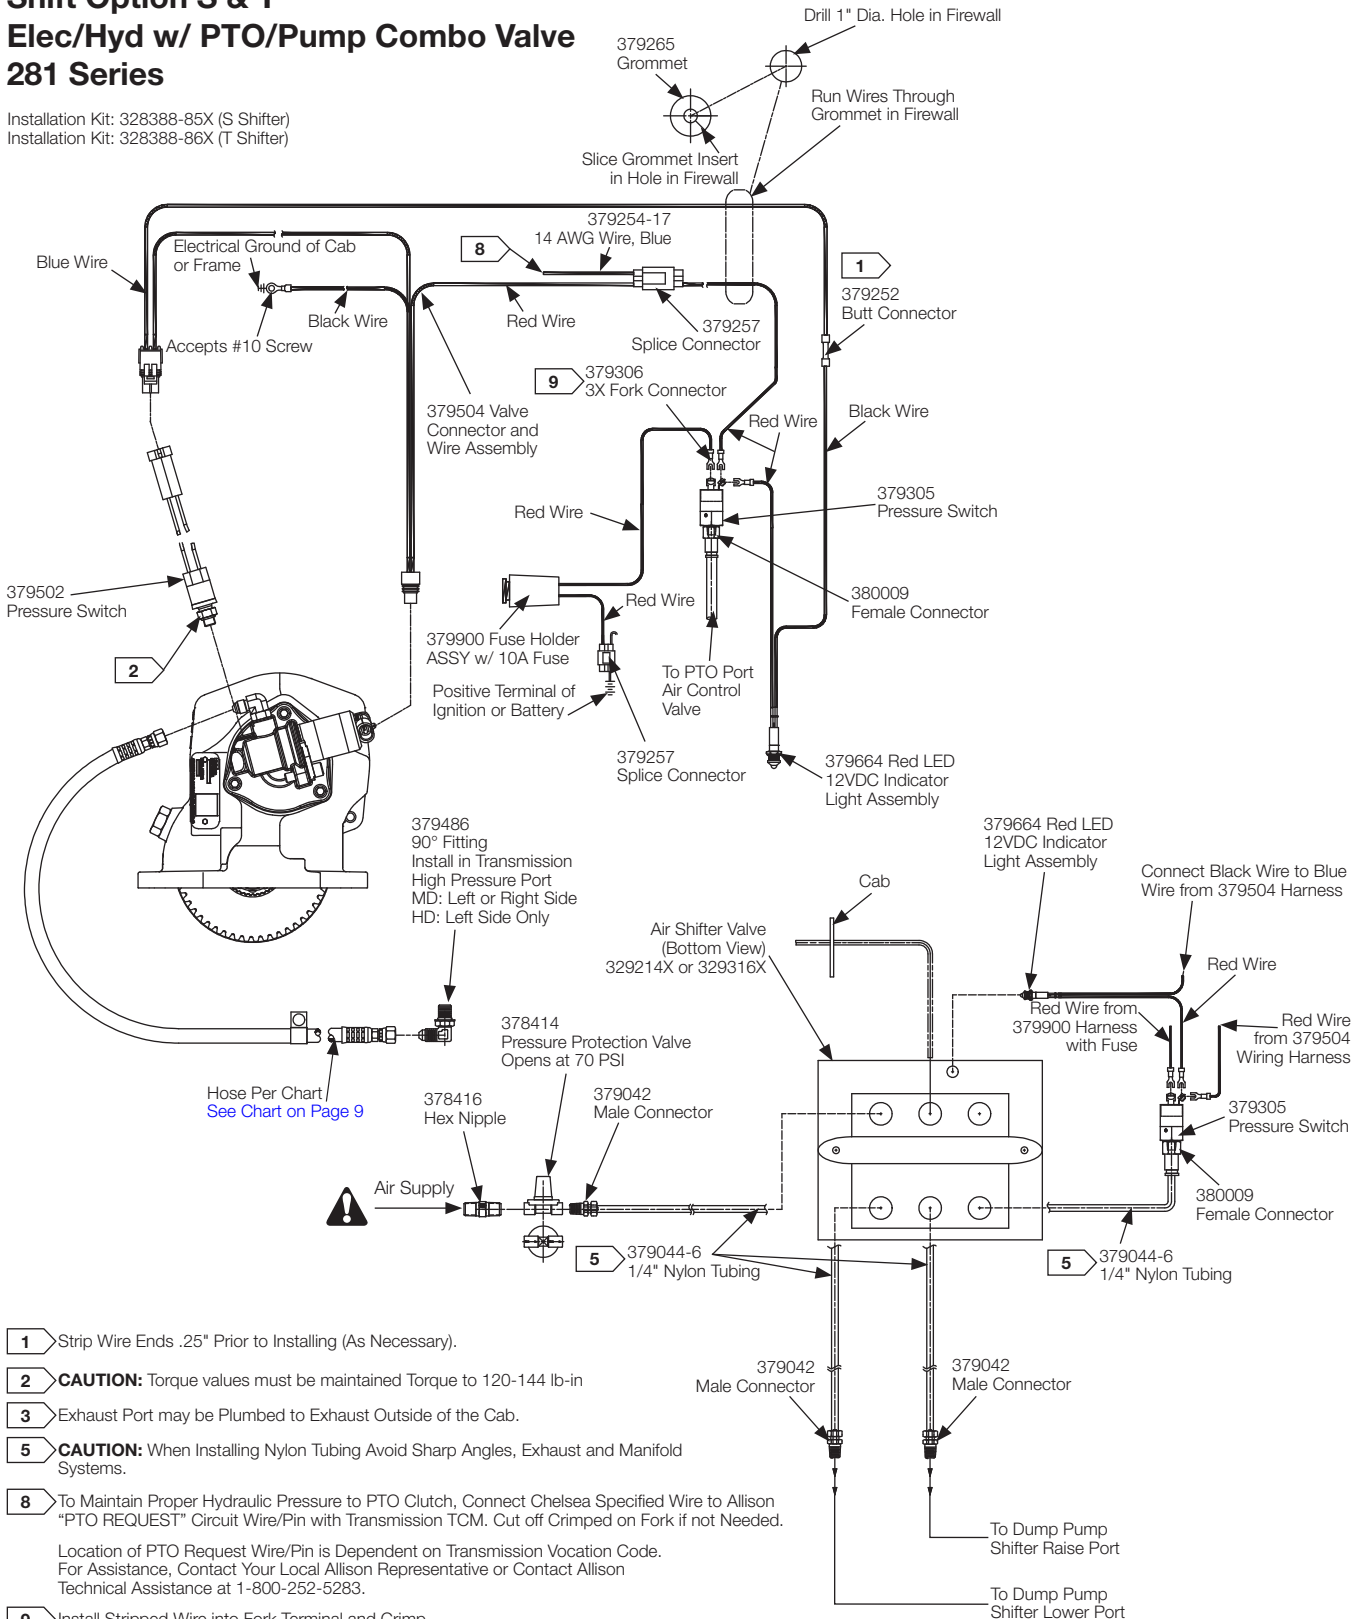 Shift Option S & T
Elec/Hyd w/ PTO/Pump Combo Valve
281 Series
Installation Kit: 328388-85X (S Shifter)
Installation Kit: 328388-86X (T Shifter)
Drill 1" Dia. Hole in Firewall
379265
Grommet
Run Wires Through
Grommet in Firewall
Slice Grommet Insert
in Hole in Firewall
379254-17
14 AWG Wire, Blue
8
Electrical Ground of Cab
or Frame
Blue Wire
1
379252
Butt Connector
Black Wire
Red Wire
379257
Splice Connector
Accepts #10 Screw
9
379306
3X Fork Connector
379504 Valve
Connector and
Wire Assembly
Red Wire
Black Wire
379305
Pressure Switch
Red Wire
379502
Pressure Switch
380009
Female Connector
Red Wire
379900 Fuse Holder
ASSY w/ 10A Fuse
2
To PTO Port
Air Control
Valve
Positive Terminal of
Ignition or Battery
379257
Splice Connector
379664 Red LED
12VDC Indicator
Light Assembly
379486
90° Fitting
Install in Transmission
High Pressure Port
MD: Left or Right Side
HD: Left Side Only
379664 Red LED
12VDC Indicator
Light Assembly
Connect Black Wire to Blue
Wire from 379504 Harness
Cab
Air Shifter Valve
(Bottom View)
329214X or 329316X
Red Wire
Red Wire from
379900 Harness
with Fuse
Red Wire
from 379504
Wiring Harness
378414
Pressure Protection Valve
Opens at 70 PSI
Hose Per Chart
See Chart on Page 9
378416
Hex Nipple
379042
Male Connector
379305
Pressure Switch
Air Supply
380009
Female Connector
5
379044-6
1/4" Nylon Tubing
5
379044-6
1/4" Nylon Tubing
379042
Male Connector
379042
Male Connector
To Dump Pump
Shifter Raise Port
To Dump Pump
Shifter Lower Port
1 Strip Wire Ends .25" Prior to Installing (As Necessary).
2 CAUTION: Torque values must be maintained Torque to 120-144 lb-in
3 Exhaust Port may be Plumbed to Exhaust Outside of the Cab.
5 CAUTION: When Installing Nylon Tubing Avoid Sharp Angles, Exhaust and Manifold
Systems.
8 To Maintain Proper Hydraulic Pressure to PTO Clutch, Connect Chelsea Specified Wire to Allison
"PTO REQUEST" Circuit Wire/Pin with Transmission TCM. Cut off Crimped on Fork if not Needed.
Location of PTO Request Wire/Pin is Dependent on Transmission Vocation Code.
For Assistance, Contact Your Local Allison Representative or Contact Allison
Technical Assistance at 1-800-252-5283.
9 Install Stripped Wire into Fork Terminal and Crimp